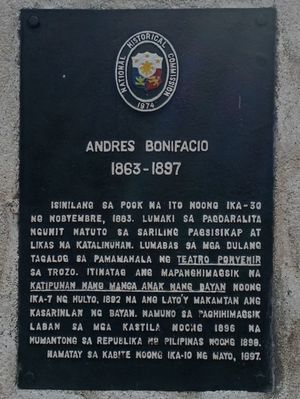 NATIONAL HISTORICAL COMMISSION
1974
ANDRES BONIFACIO
1863-1897
ISINILANG SA POOK NA ITO NOONG IKA-30
NG NOBYEMBRE, 1863. LUMAKI SA PAGDARALITA
NGUNIT NATUTO SA SARILING PAGSISIKAP AT
LIKAS NA KATALINUHAN. LUMABAS SA MGA DULANG
TAGALOG SA PAMAMAHALA NG TEATRO PORVENIR
SA TROZO. ITINATAG ANG MAPANGHIMAGSIK NA
KATIPUNAN NANG MANGA ANAK NANG BAYAN NOONG
IKA-7 NG HULYO, 1892 NA ANG LAYO'Y MAKAMTAN ANG
KASARINLAN NG BAYAN. NAMUNO SA PAGHIHIMAGSIK
LABAN SA MGA KASTILA NOONG 1896 NA
HUMANTONG SA REPUBLIKA NG PILIPINAS NOONG 1898.
NAMATAY SA KABITE NOONG IKA-10 NG MAYO, 1897.